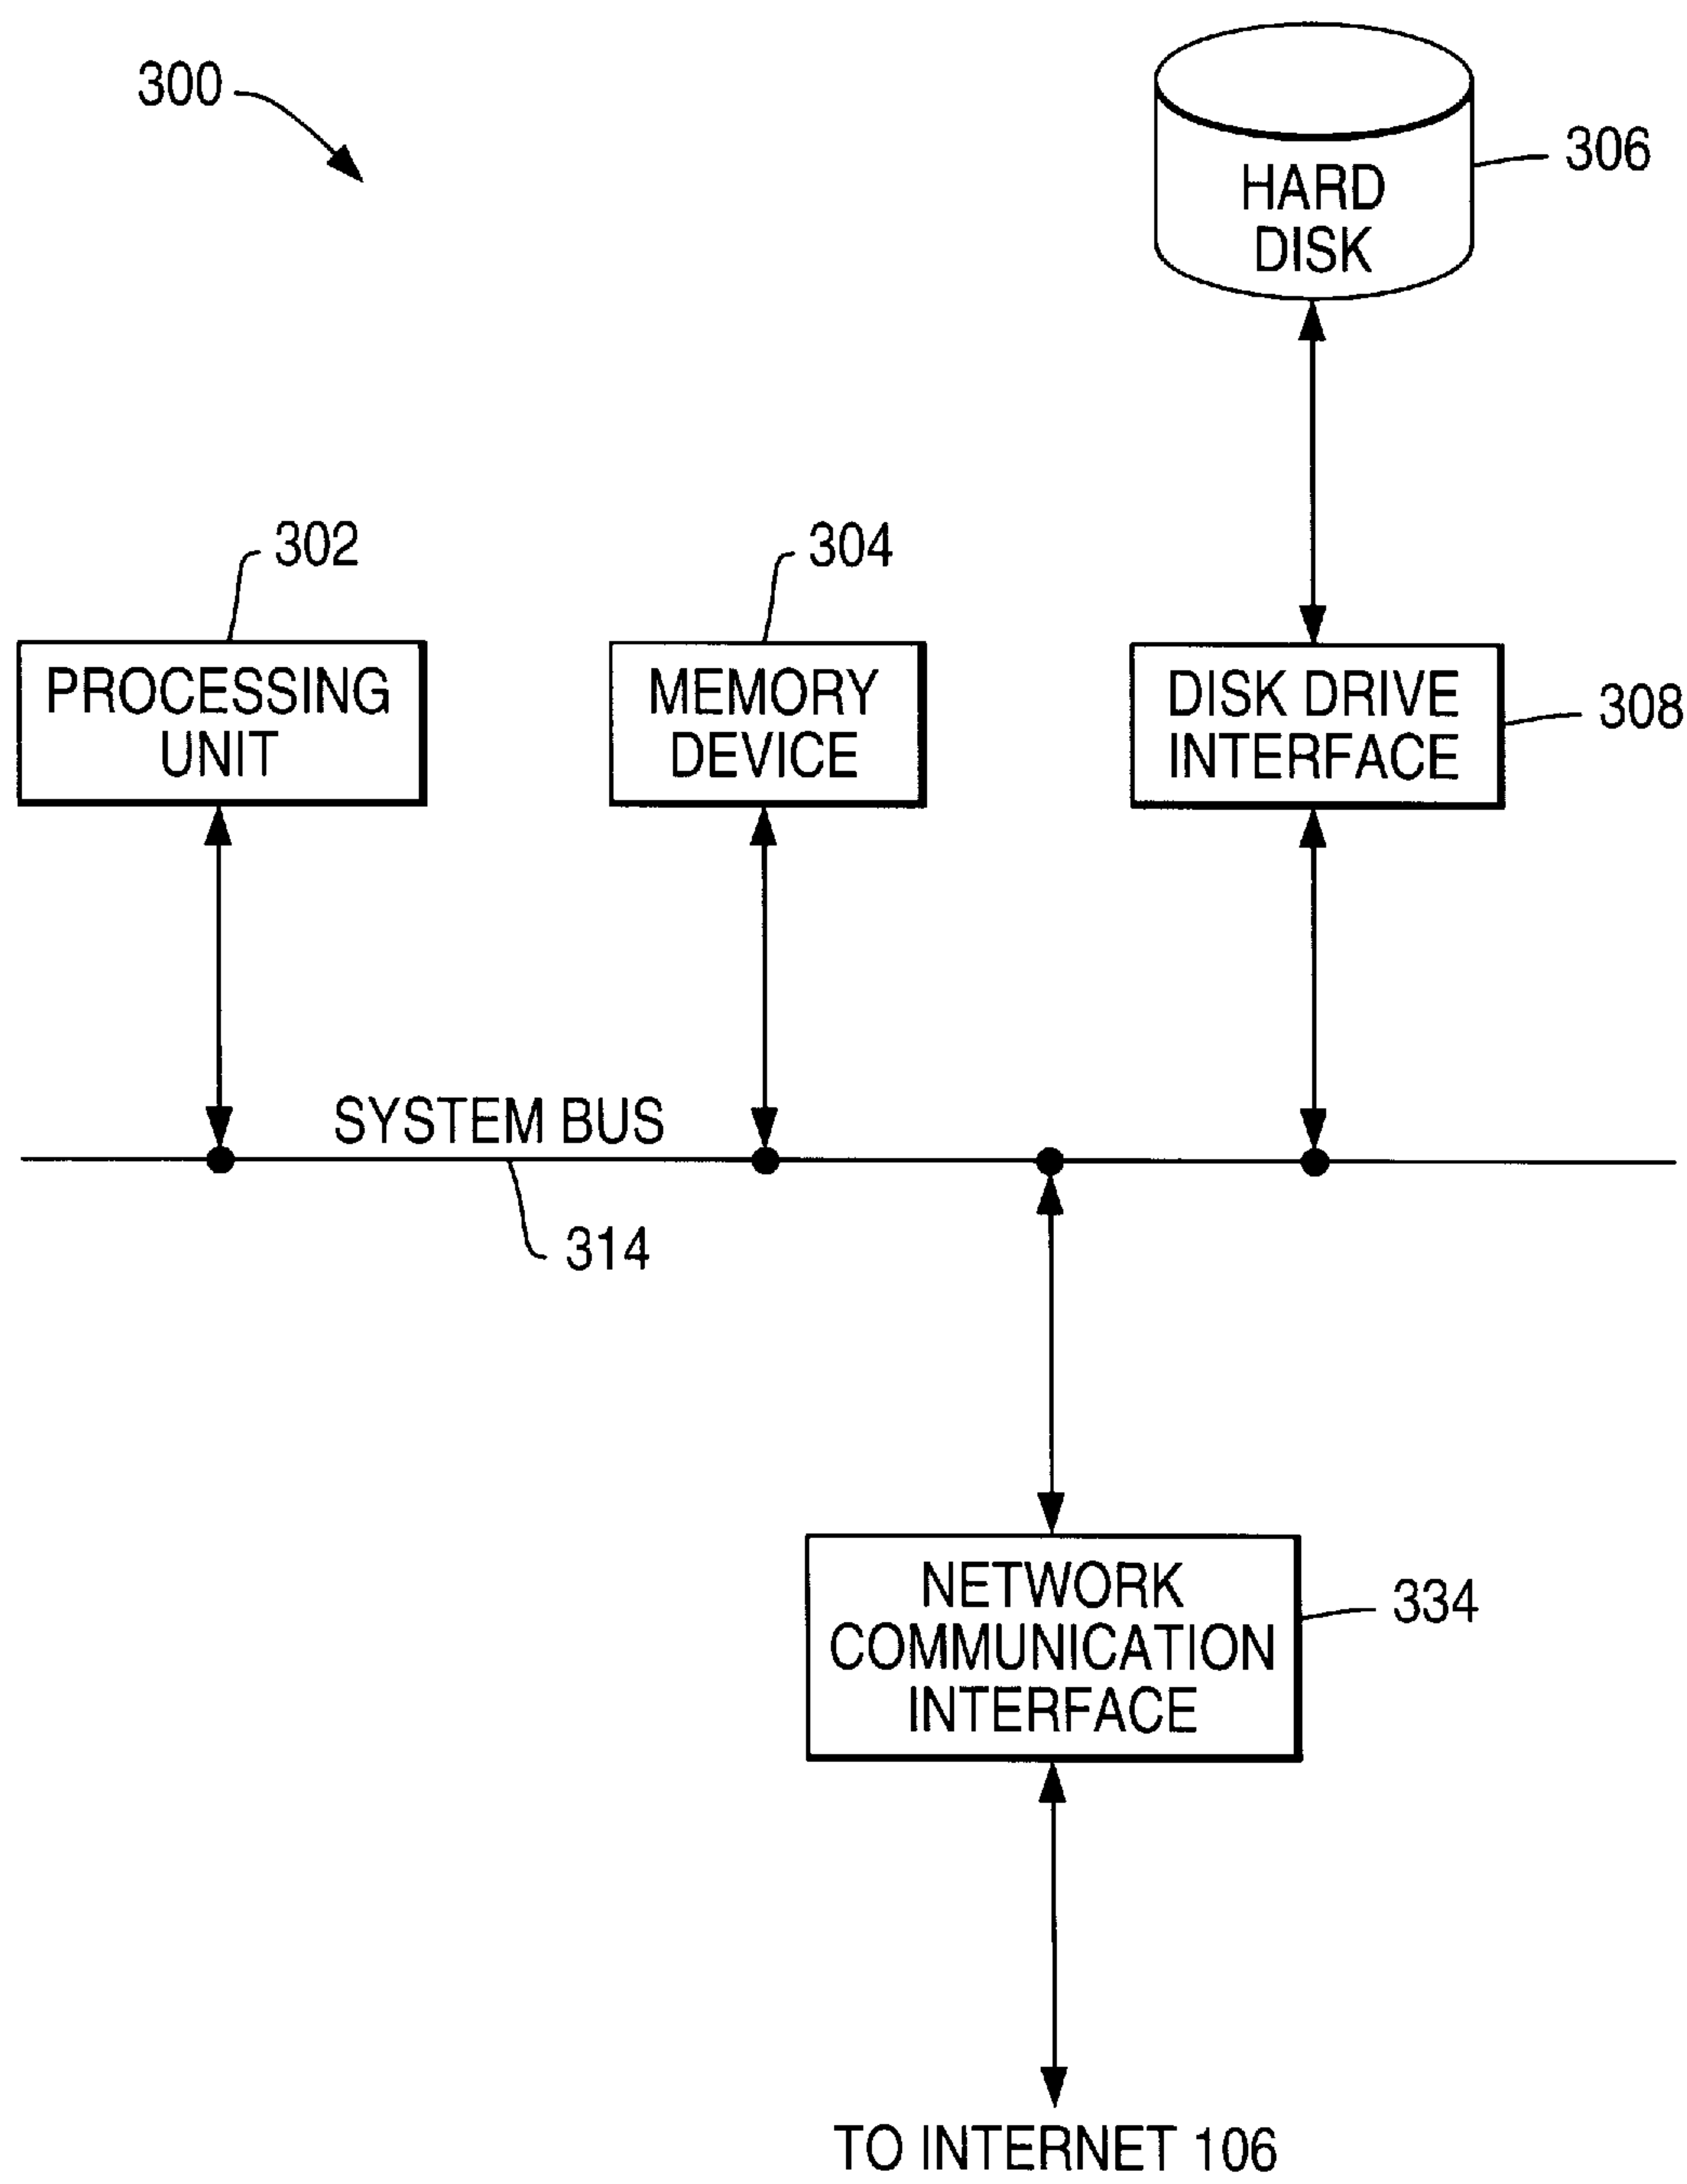 300
306
HARD
DISK
302
304
PROCESSING
UNIT
MEMORY
DEVICE
DISK DRIVE
INTERFACE
308
SYSTEM BUS
314
NETWORK
COMMUNICATION
INTERFACE
334
TO INTERNET 106